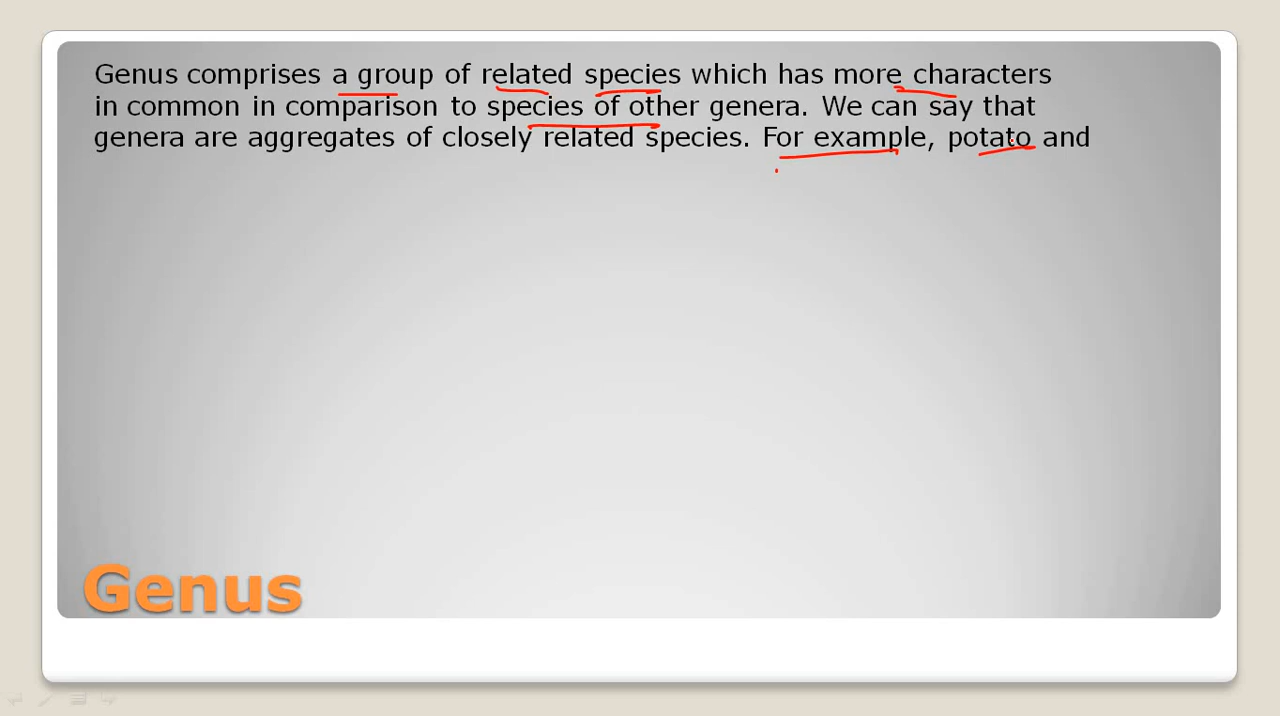 Genus comprises a group of related species which has more characters
in common in comparison to species of other genera. We can say that
genera are aggregates of closely related species. For example, potato and
Genus